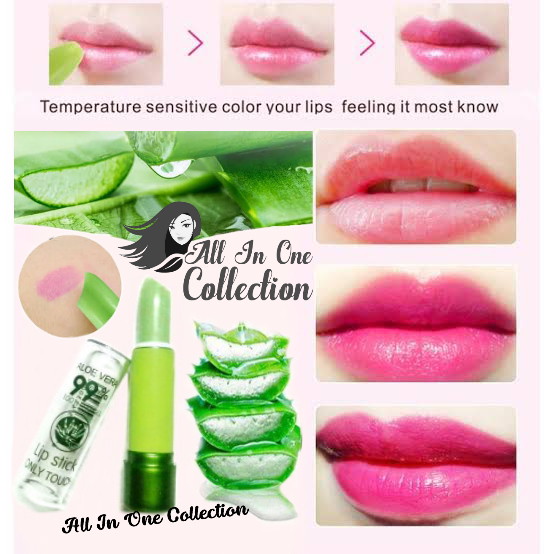 Temperature sensitive color your lips feeling it most know
All In One
Collection
ALOE VERA
99%
Lip stick
ONLY TOUCH
All In One Collection